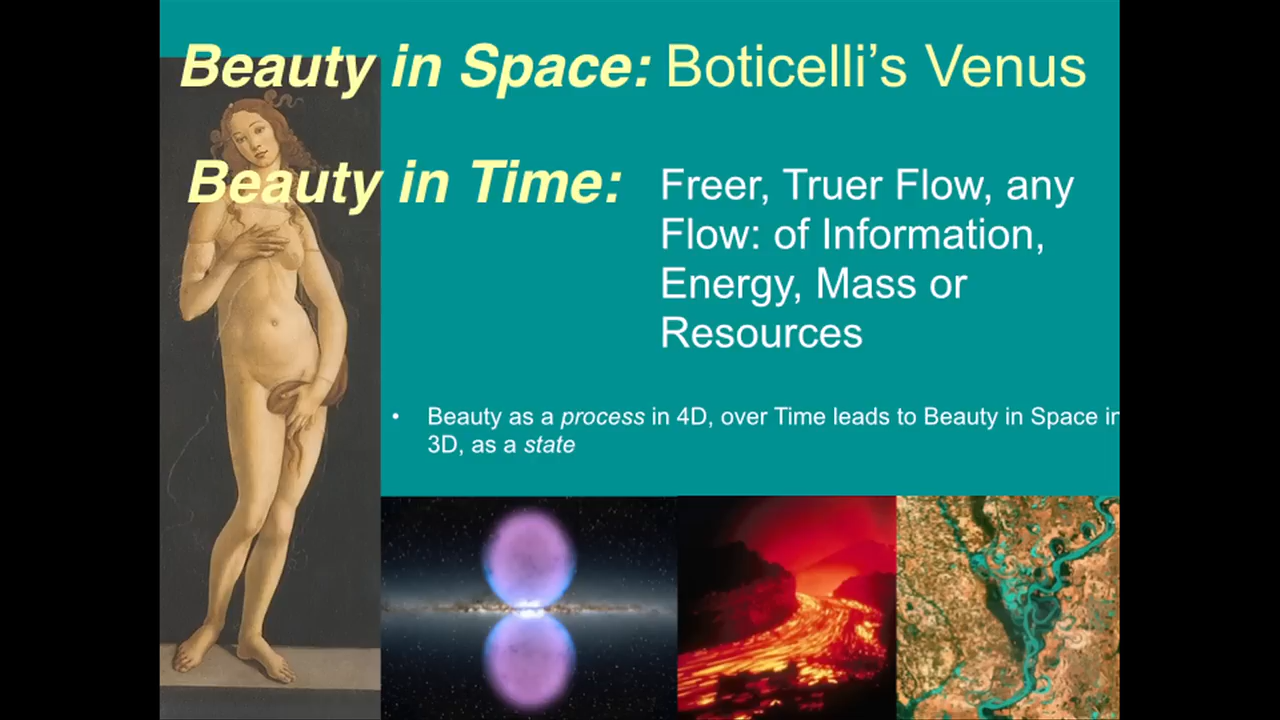 Beauty in Space: Boticelli’s Venus
Beauty in Time: Freer, Truer Flow, any
Flow: of Information,
Energy, Mass or
Resources
• Beauty as a process in 4D, over Time leads to Beauty in Space in
3D, as a state